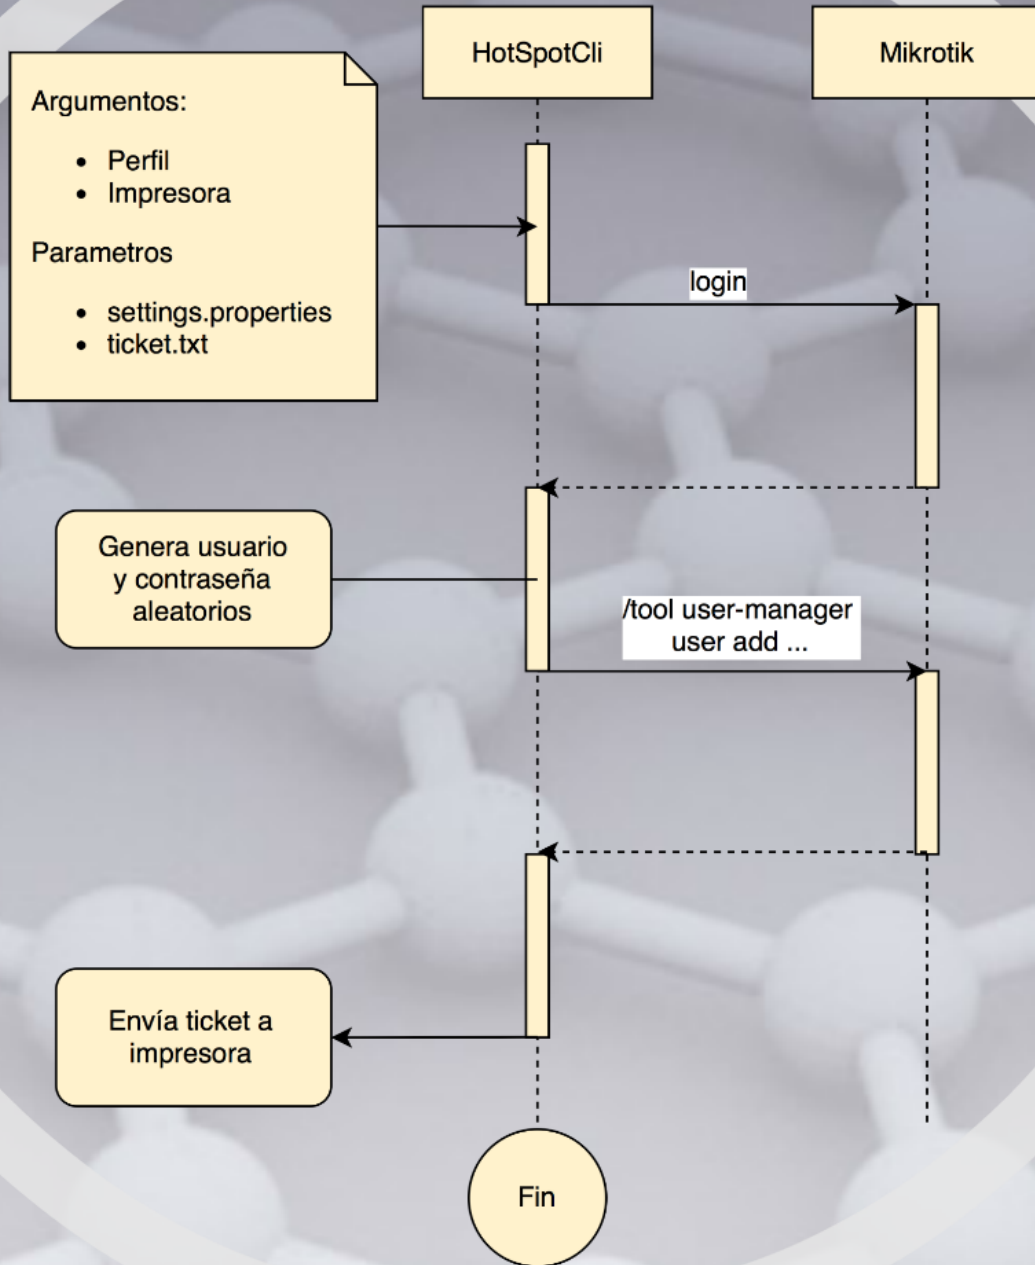 HotSpotCli
Mikrotik
Argumentos:
• Perfil
• Impresora
Parametros
• settings.properties
• ticket.txt
login
Genera usuario
y contraseña
aleatorios
/tool user-manager
user add ...
Envía ticket a
impresora
Fin